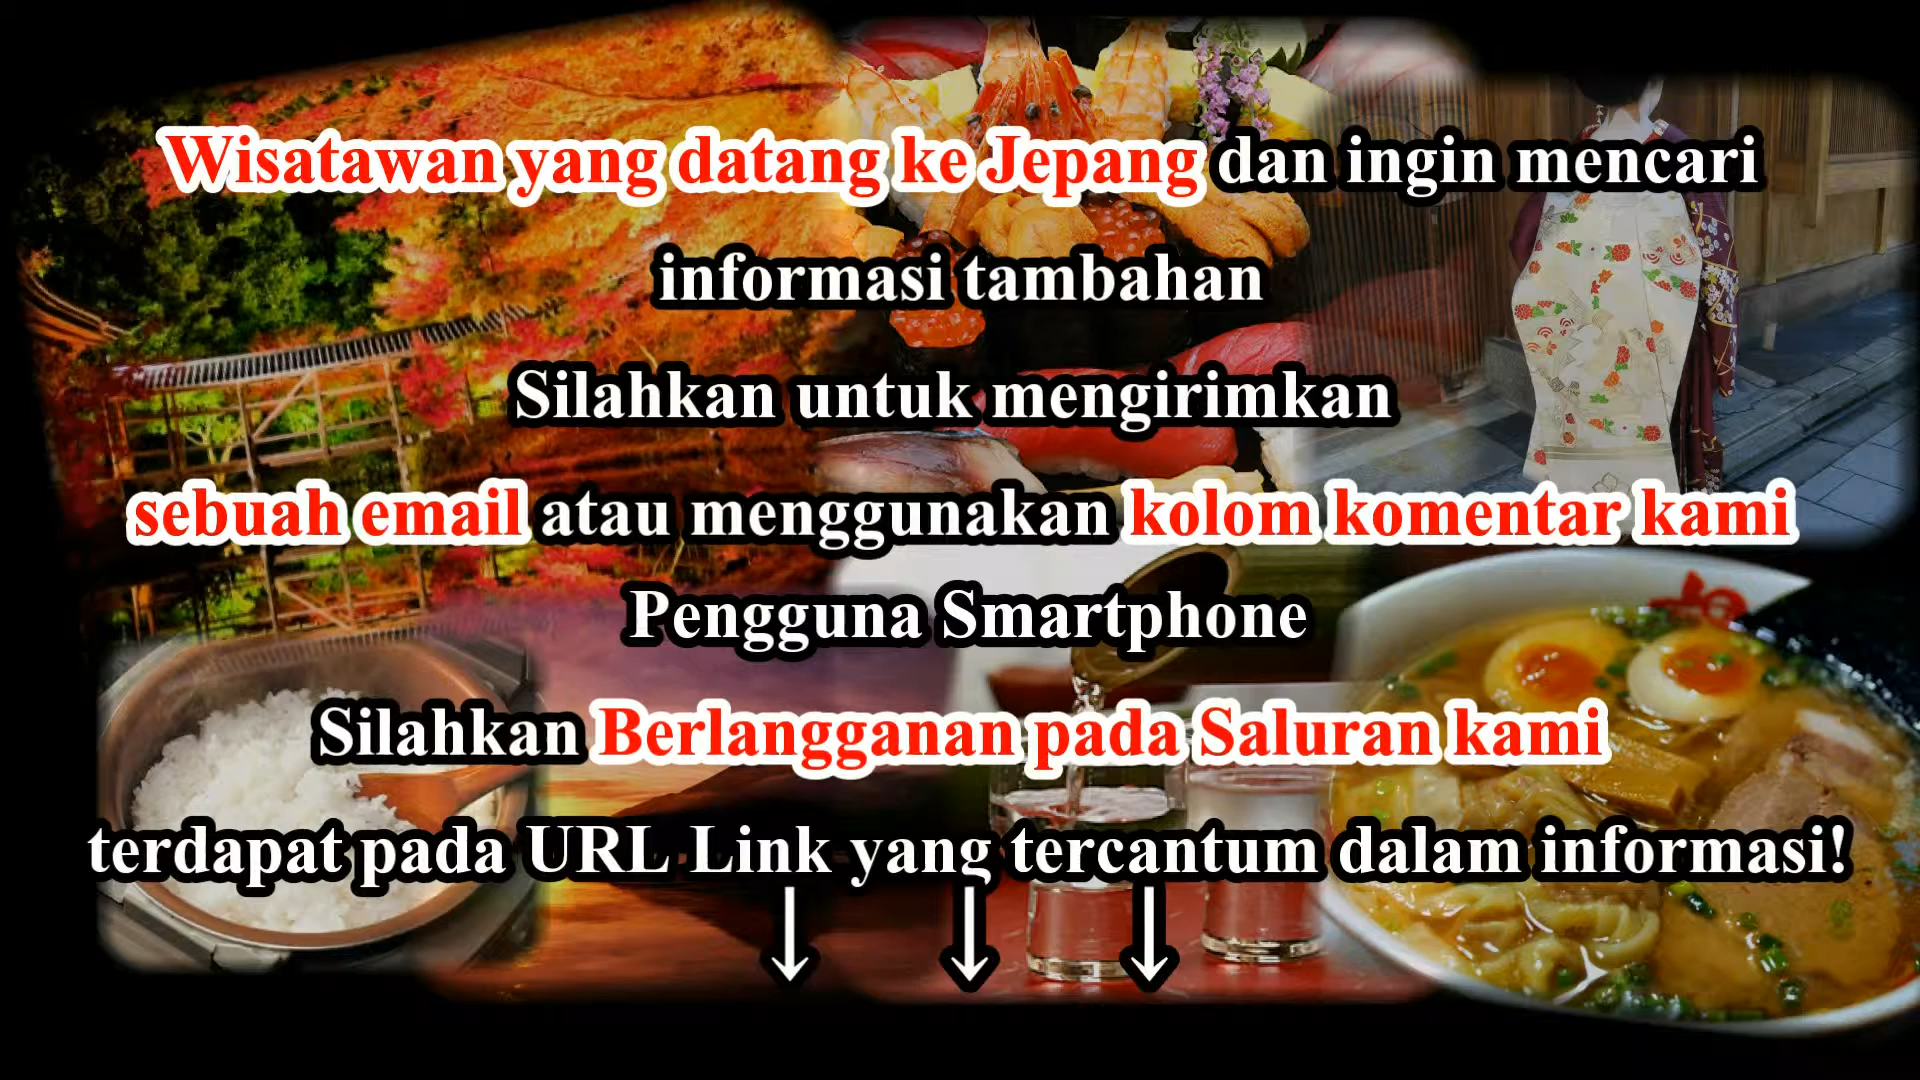 Wisatawan yang datang ke Jepang dan ingin mencari
informasi tambahan
Silahkan untuk mengirimkan
sebuah email atau menggunakan kolom komentar kami
Pengguna Smartphone
Silahkan Berlangganan pada Saluran kami
terdapat pada URL Link yang tercantum dalam informasi!
↓ ↓ ↓